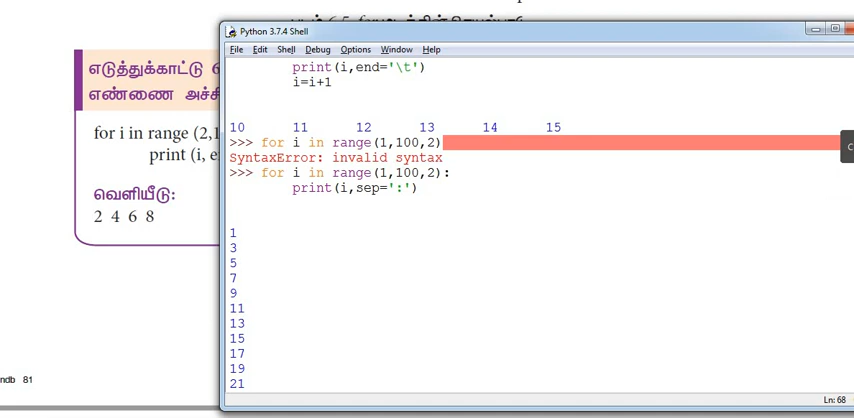 Python 3.7.4 Shell
File Edit Shell Debug Options Window Help
print(i,end='\t')
i=i+1
10 11 12 13 14 15
>>> for i in range(1,100,2)
SyntaxError: invalid syntax
>>> for i in range(1,100,2):
print(i,sep=':')
1
3
5
7
9
11
13
15
17
19
21
Ln: 68
எடுத்துக்காட்டு 6
எண்ணை அச்சி
for i in range (2,1
print (i, e
வெளியீடு:
2 4 6 8
ndb 81